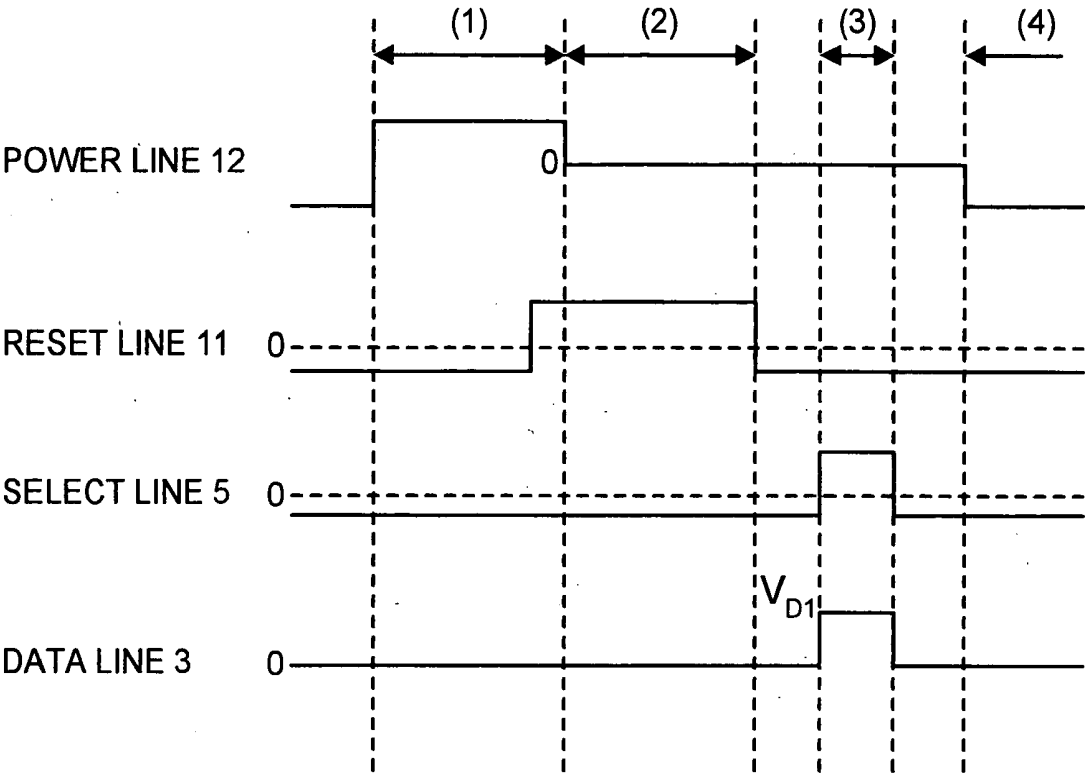 (1) (2) (3) (4)
POWER LINE 12 0
RESET LINE 11 0
SELECT LINE 5 0
VD1
DATA LINE 3 0